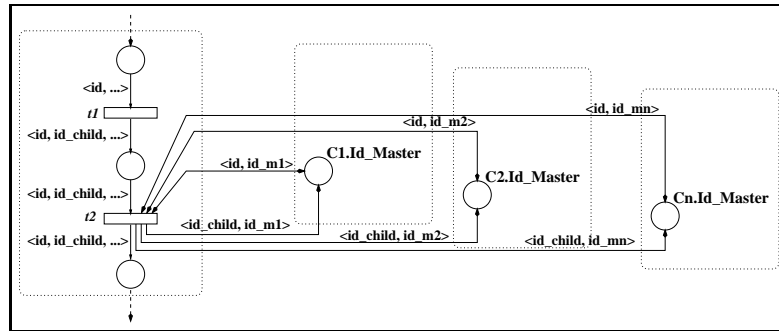 <id, ...>
t1
<id, id_child, ...>
<id, id_child, ...>
t2
<id, id_child, ...>
<id, id_m1>
C1.Id_Master
<id_child, id_m1>
<id, id_m2>
C2.Id_Master
<id_child, id_m2>
<id, id_mn>
Cn.Id_Master
<id_child, id_mn>